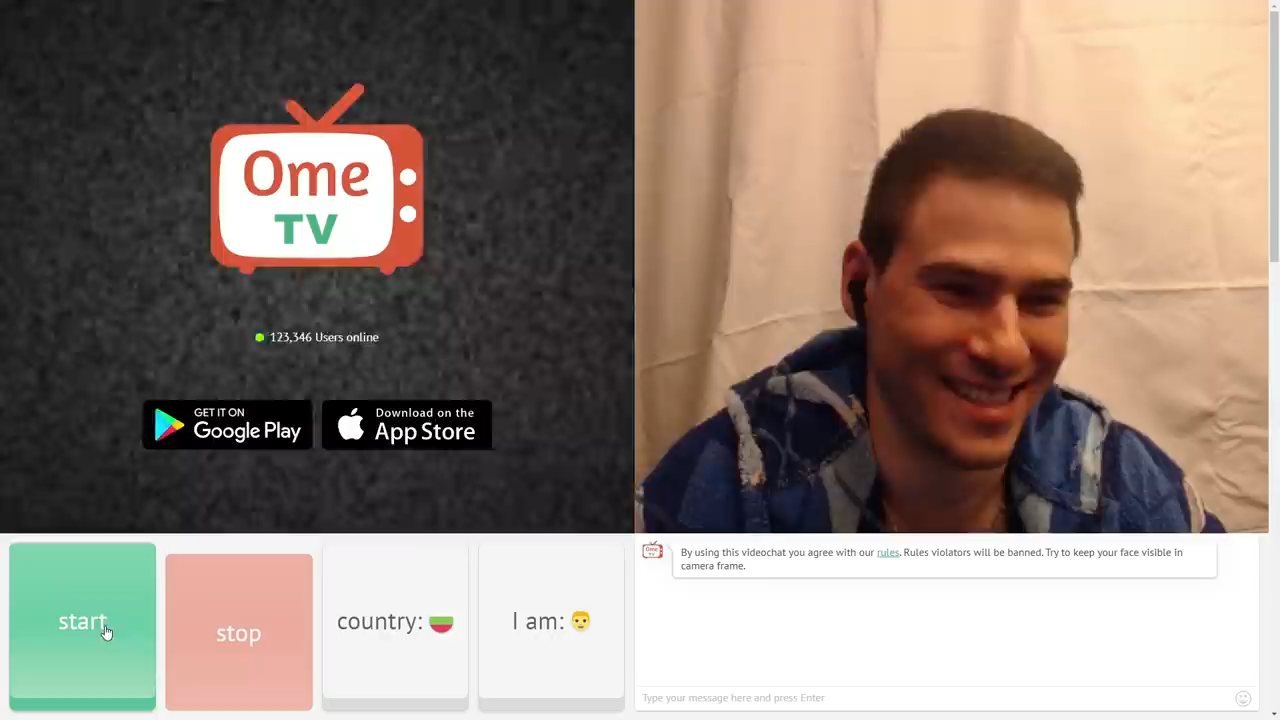 Ome
TV
123,346 Users online
GET IT ON
Google Play
Download on the
App Store
start
stop
country:
I am:
Ome
TV
By using this videochat you agree with our rules. Rules violators will be banned. Try to keep your face visible in
camera frame.
Type your message here and press Enter